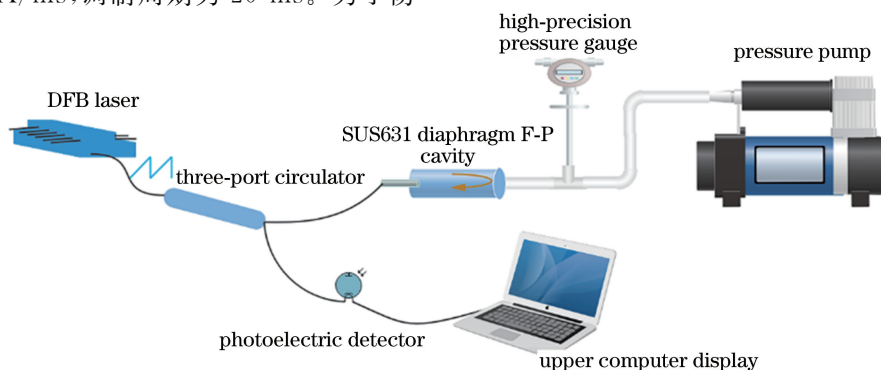 high-precision
pressure gauge
pressure pump
DFB laser
SUS631 diaphragm F-P
cavity
three-port circulator
photoelectric detector
upper computer display